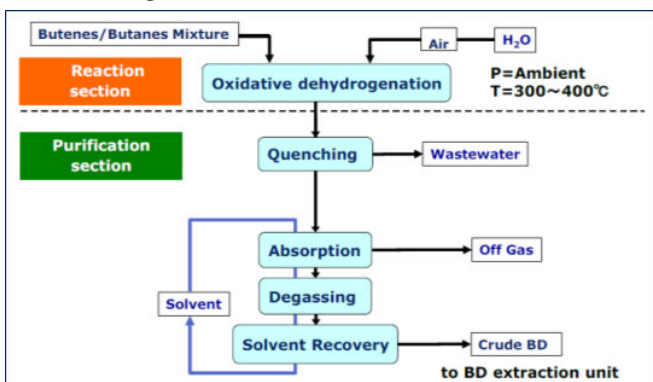 Butenes/Butanes Mixture
Air
H₂O
Reaction
section
Oxidative dehydrogenation
P=Ambient
T=300～400℃
Purification
section
Quenching
Wastewater
Absorption
Off Gas
Degassing
Solvent
Solvent Recovery
Crude BD
to BD extraction unit